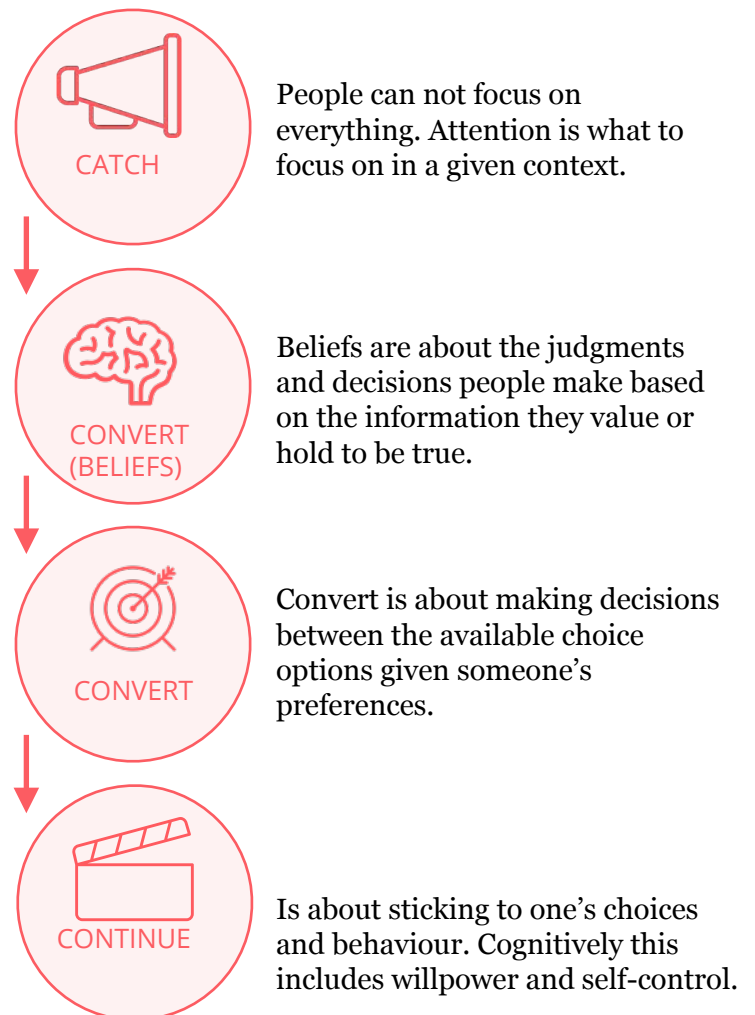 CATCH
People can not focus on
everything. Attention is what to
focus on in a given context.
CONVERT
(BELIEFS)
Beliefs are about the judgments
and decisions people make based
on the information they value or
hold to be true.
CONVERT
Convert is about making decisions
between the available choice
options given someone’s
preferences.
CONTINUE
Is about sticking to one’s choices
and behaviour. Cognitively this
includes willpower and self-control.